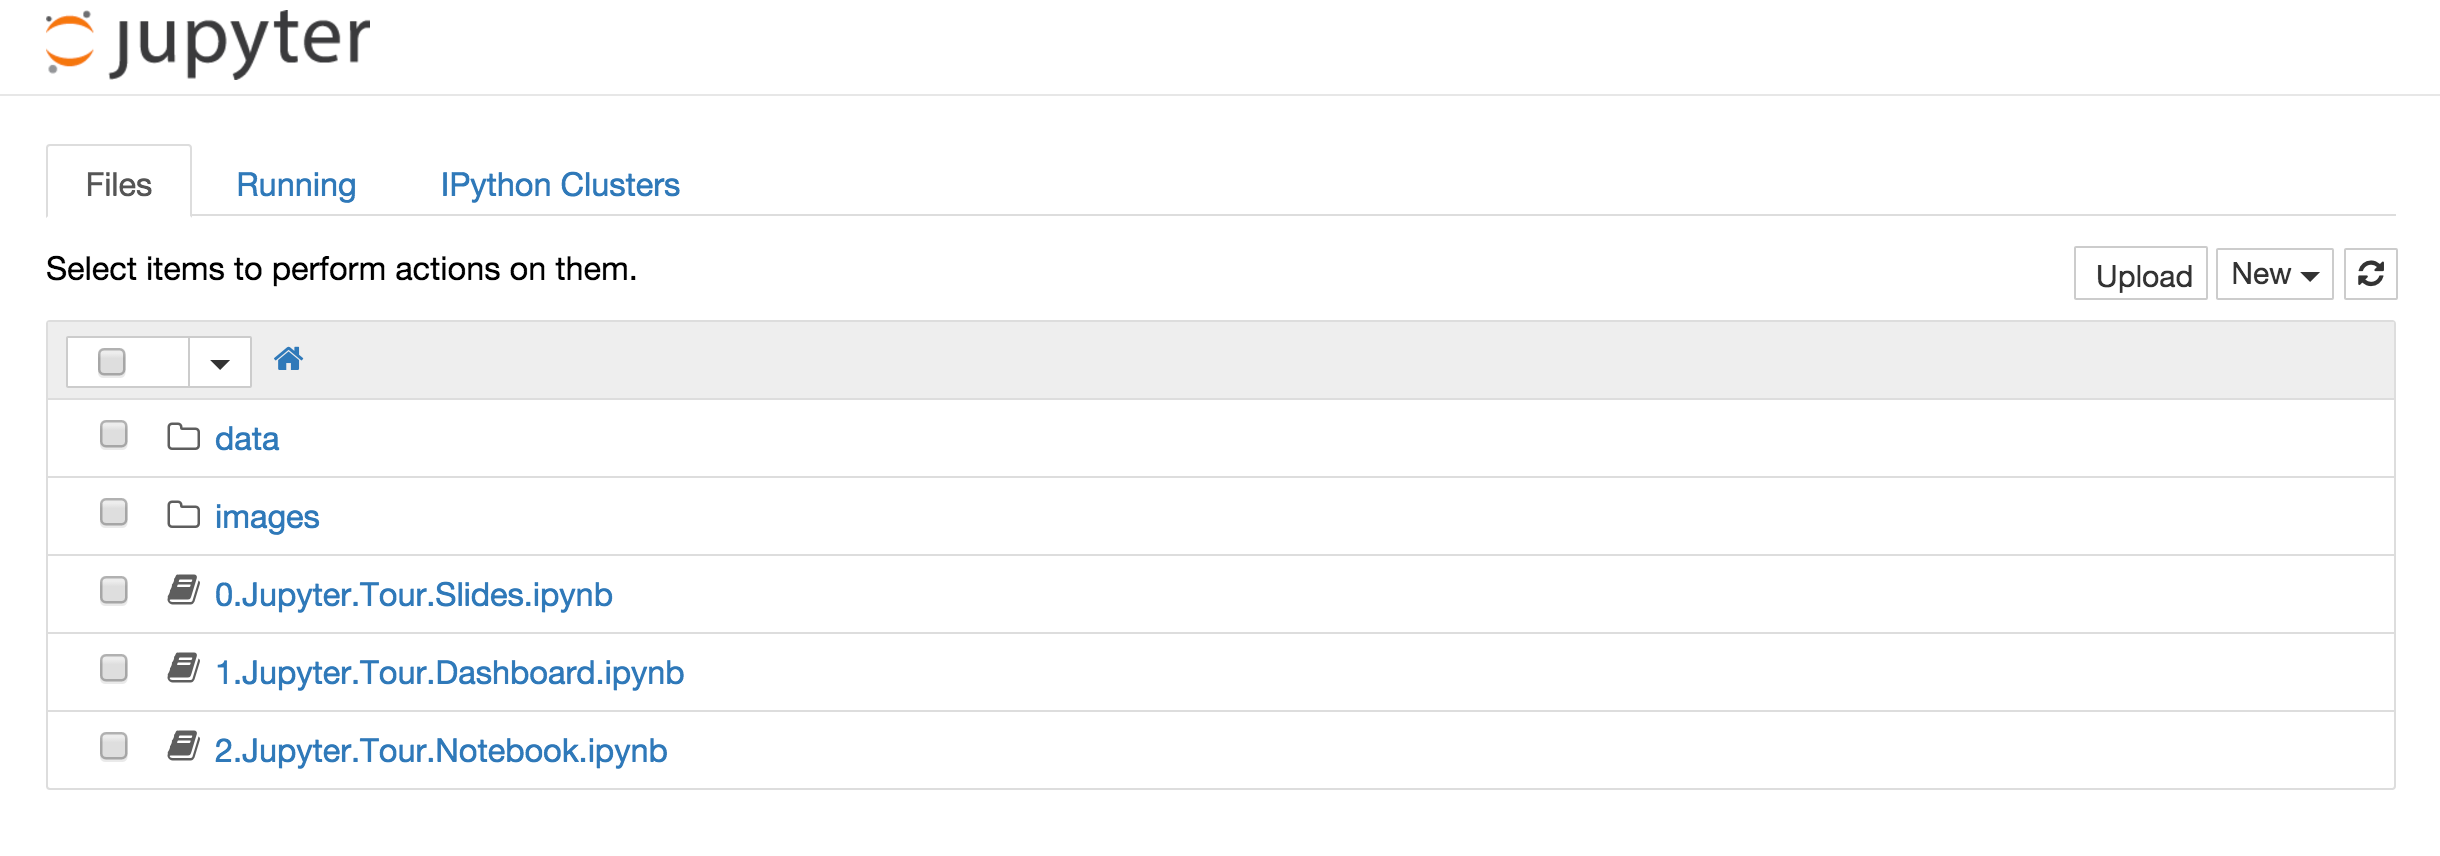 jupyter
Files Running IPython Clusters
Select items to perform actions on them. Upload New
data
images
0.Jupyter.Tour.Slides.ipynb
1.Jupyter.Tour.Dashboard.ipynb
2.Jupyter.Tour.Notebook.ipynb